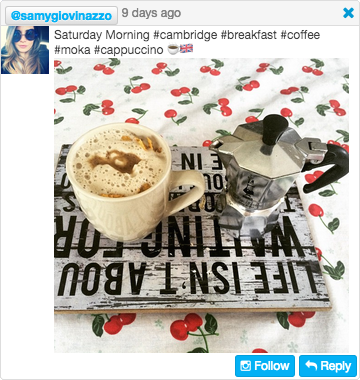 @samygiovinazzo 9 days ago
Saturday Morning #cambridge #breakfast #coffee
#moka #cappuccino ☕🇬🇧
LIFE ISN'T ABOU
WAITING FOR
Follow Reply